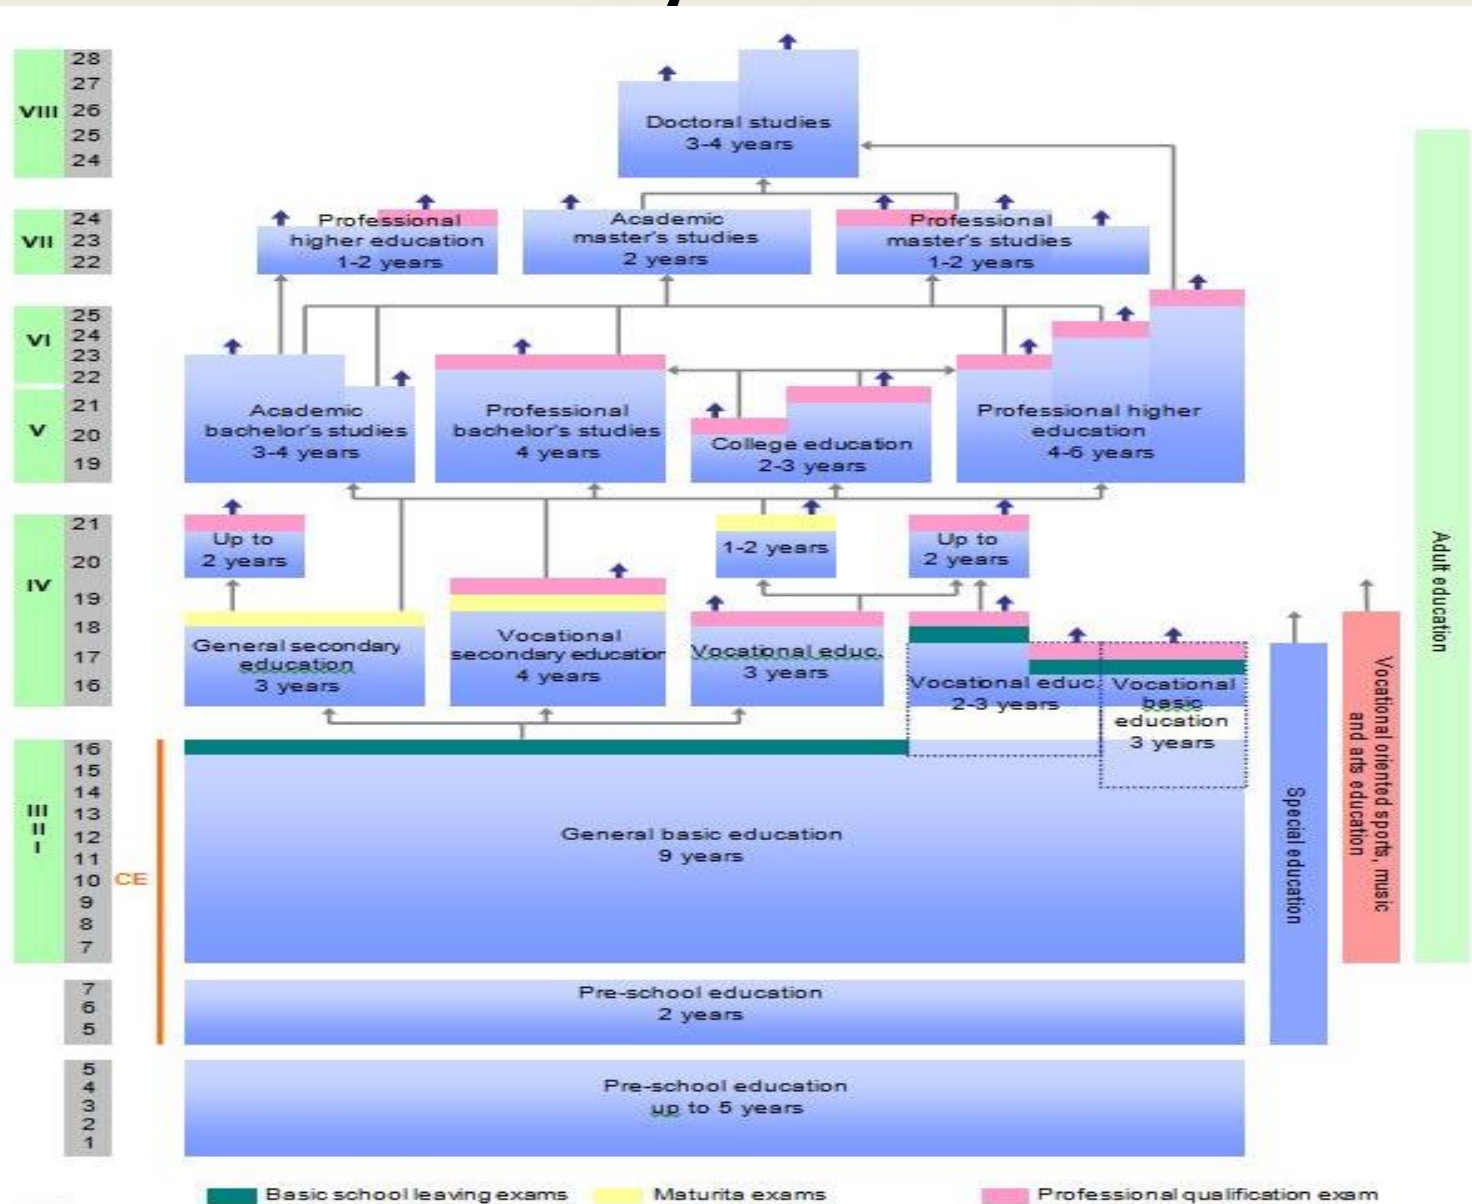 28
27
VIII 26
25
24
Doctoral studies
3-4 years
24
VII 23
22
Professional
higher education
1-2 years
Academic
master's studies
2 years
Professional
master's studies
1-2 years
25
VI 24
23
22
21
V 20
19
Academic
bachelor's studies
3-4 years
Professional
bachelor's studies
4 years
College education
2-3 years
Professional higher
education
4-6 years
21
20
IV 19
18
17
16
Up to
2 years
1-2 years
Up to
2 years
General secondary
education
3 years
Vocational
secondary education
4 years
Vocational educ.
3 years
Vocational educ.
2-3 years
Vocational
basic
education
3 years
16
15
14
III 13
II 12
I 11
10 CE
9
8
7
General basic education
9 years
7
6
5
Pre-school education
2 years
5
4
3
2
1
Pre-school education
up to 5 years
Special education
Vocational oriented sports, music
and arts education
Adult education
Basic school leaving exams
Maturita exams
Professional qualification exam